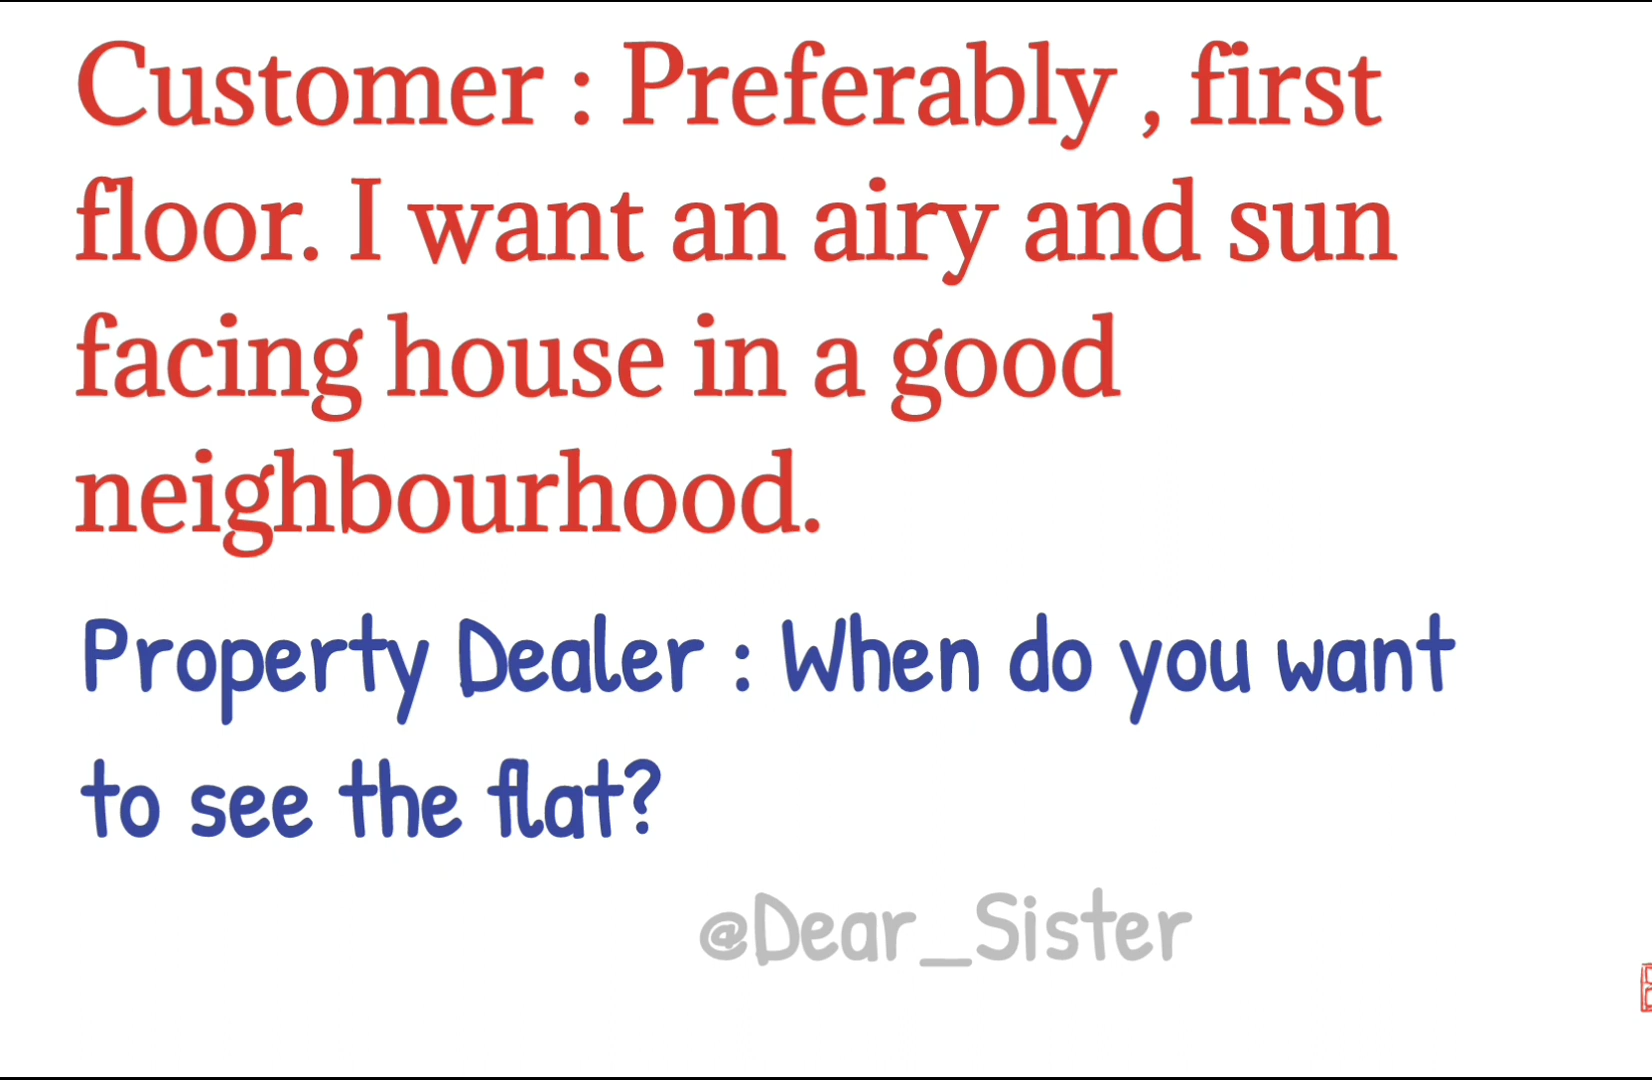 Customer : Preferably , first
floor. I want an airy and sun
facing house in a good
neighbourhood.
Property Dealer : When do you want
to see the flat?
@Dear_Sister